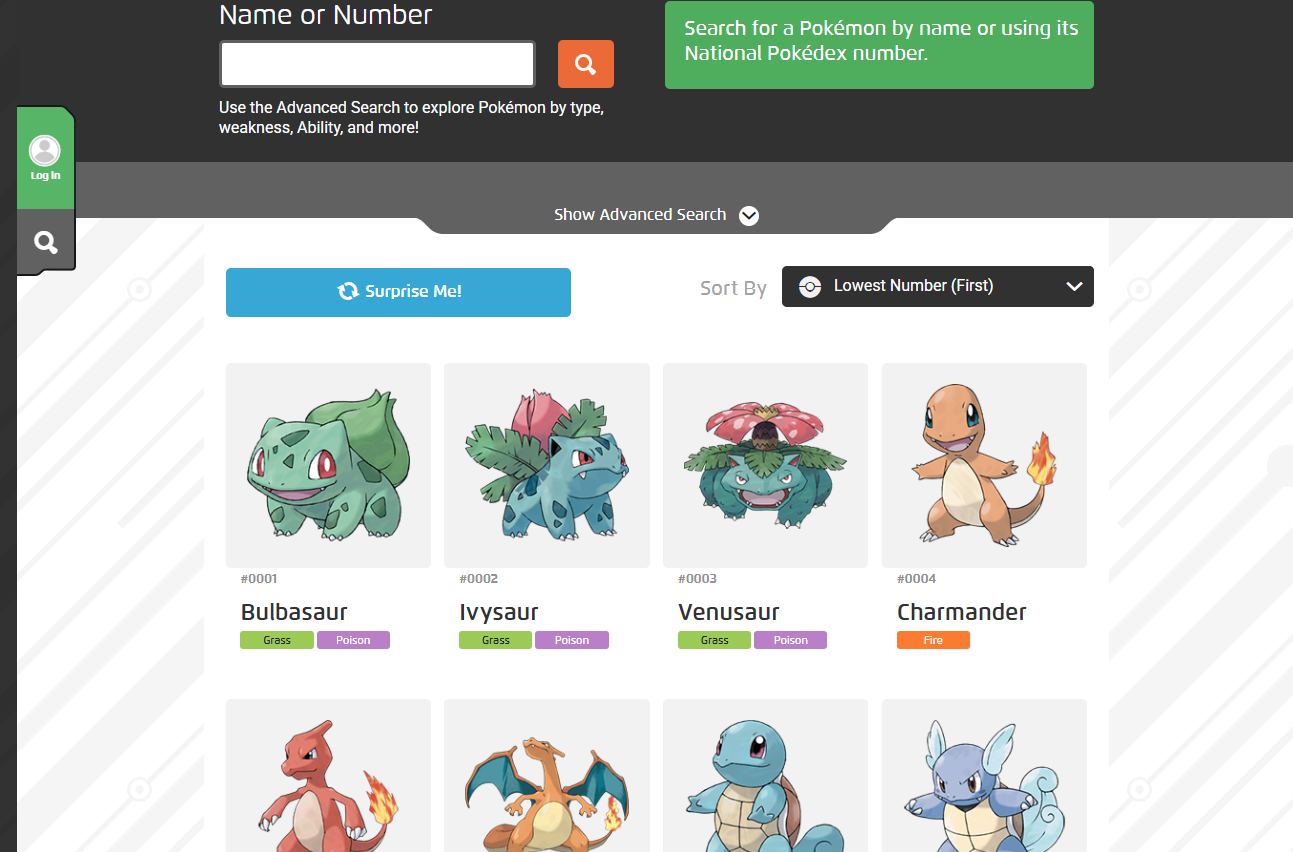 Name or Number
Search for a Pokémon by name or using its
National Pokédex number.
Use the Advanced Search to explore Pokémon by type,
weakness, Ability, and more!
Log In
Show Advanced Search
Surprise Me!
Sort By
Lowest Number (First)
#0001
Bulbasaur
Grass
Poison
#0002
Ivysaur
Grass
Poison
#0003
Venusaur
Grass
Poison
#0004
Charmander
Fire